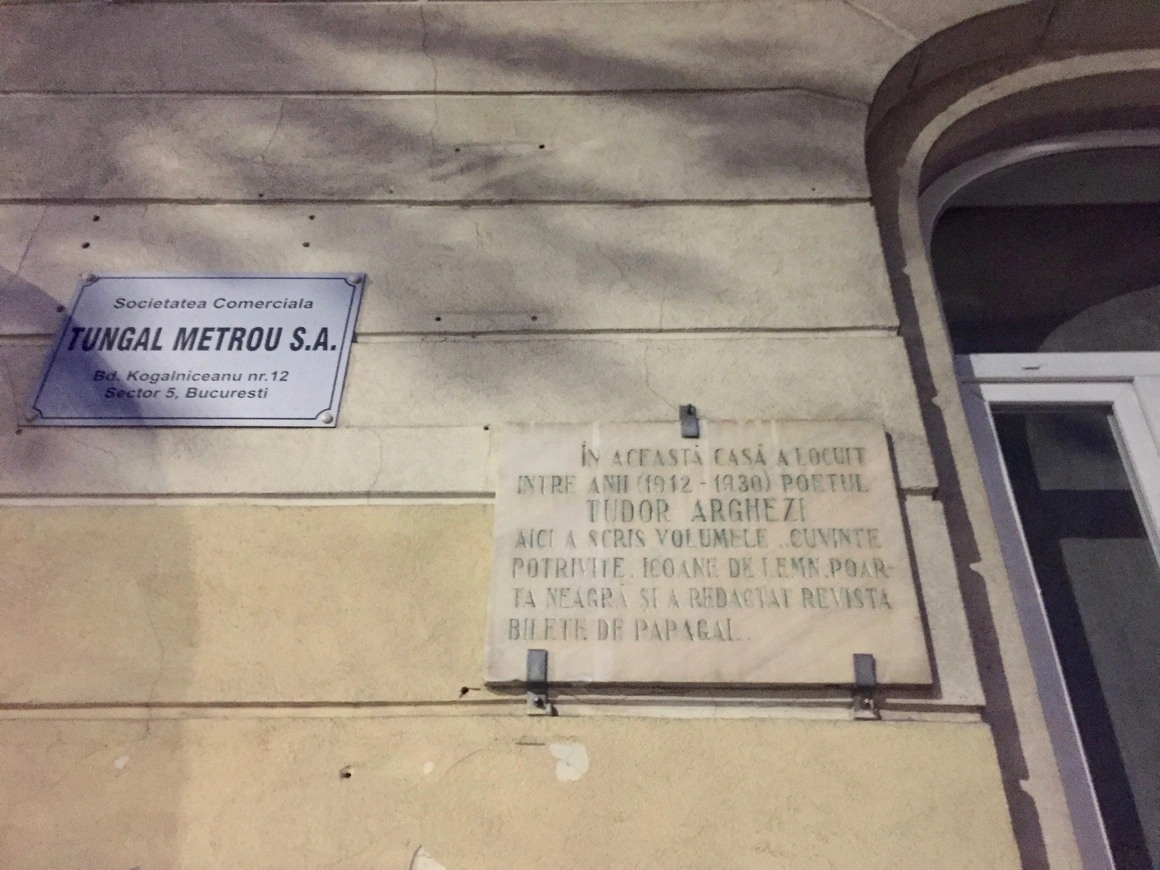 Societatea Comerciala
TUNGAL METROU S.A.
Bd. Kogalniceanu nr.12
Sector 5, Bucuresti
ÎN ACEASTĂ CASĂ A LOCUIT
INTRE ANII (1912 - 1930) POETUL
TUDOR ARGHEZI
AICI A SCRIS VOLUMELE „CUVINTE
POTRIVITE, ICOANE DE LEMN, POAR-
TA NEAGRĂ ȘI A REDACTAT REVISTA
BILETE DE PAPAGAL.